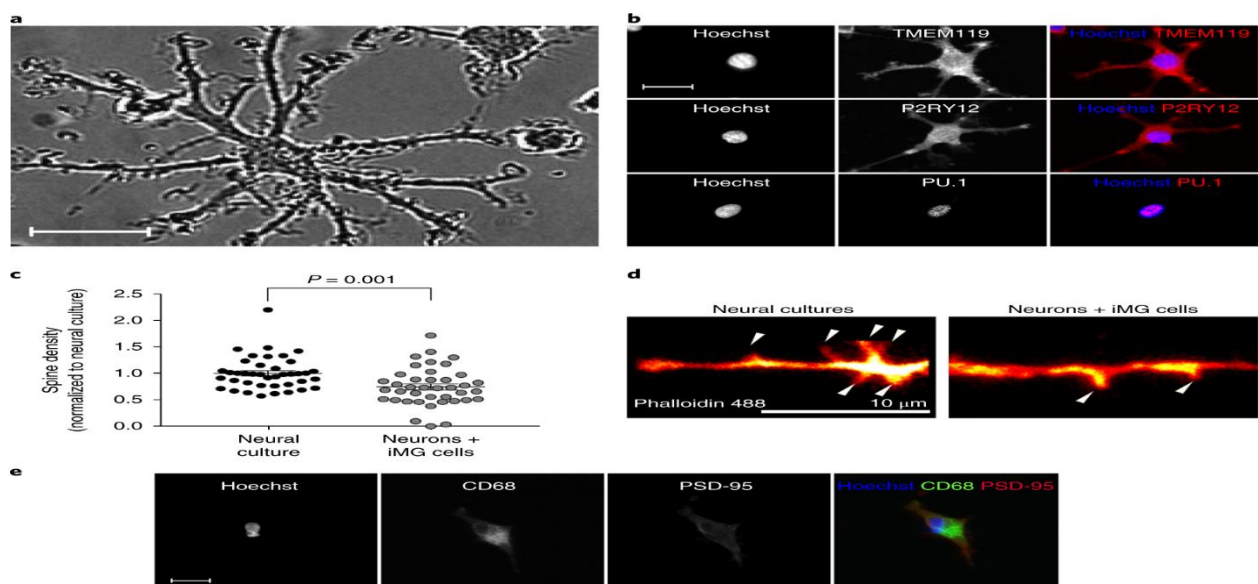 a
b
Hoechst
TMEM119
Hoechst TMEM119
Hoechst
P2RY12
Hoechst P2RY12
Hoechst
PU.1
Hoechst PU.1
c
P = 0.001
Spine density
(normalized to neural culture)
2.5
2.0
1.5
1.0
0.5
0.0
Neural
culture
Neurons +
iMG cells
d
Neural cultures
Neurons + iMG cells
Phalloidin 488
10 μm
e
Hoechst
CD68
PSD-95
Hoechst CD68 PSD-95